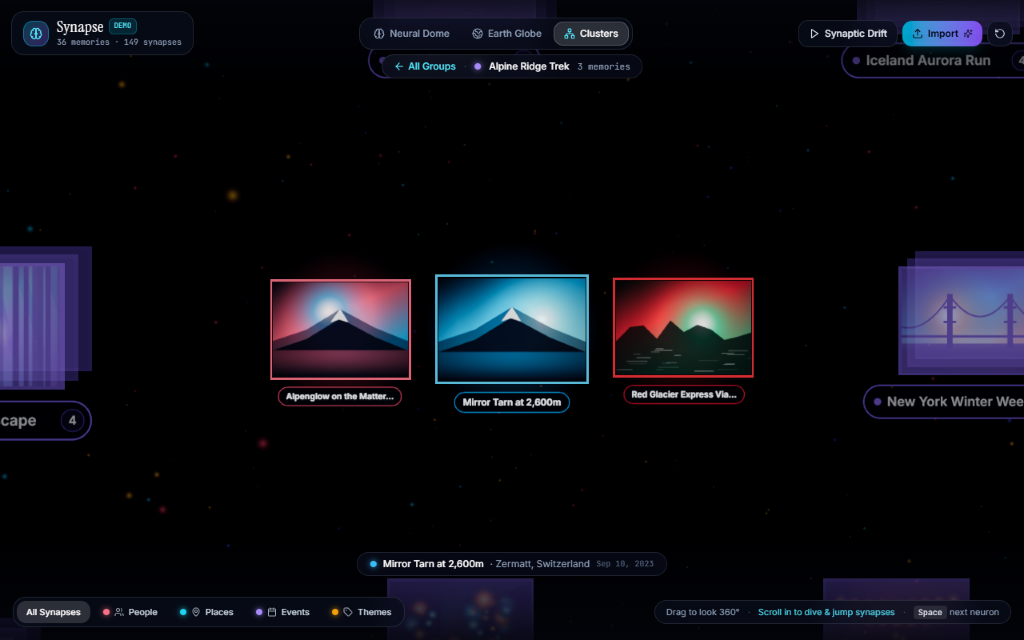 Synapse DEMO
36 memories · 149 synapses
Neural Dome
Earth Globe
Clusters
Synaptic Drift
Import
← All Groups · Alpine Ridge Trek 3 memories
Iceland Aurora Run 4
Alpenglow on the Matter...
Mirror Tarn at 2,600m
Red Glacier Express Via...
cape 4
New York Winter Wee
Mirror Tarn at 2,600m · Zermatt, Switzerland Sep 18, 2023
All Synapses
People
Places
Events
Themes
Drag to look 360° · Scroll in to dive & jump synapses · Space next neuron